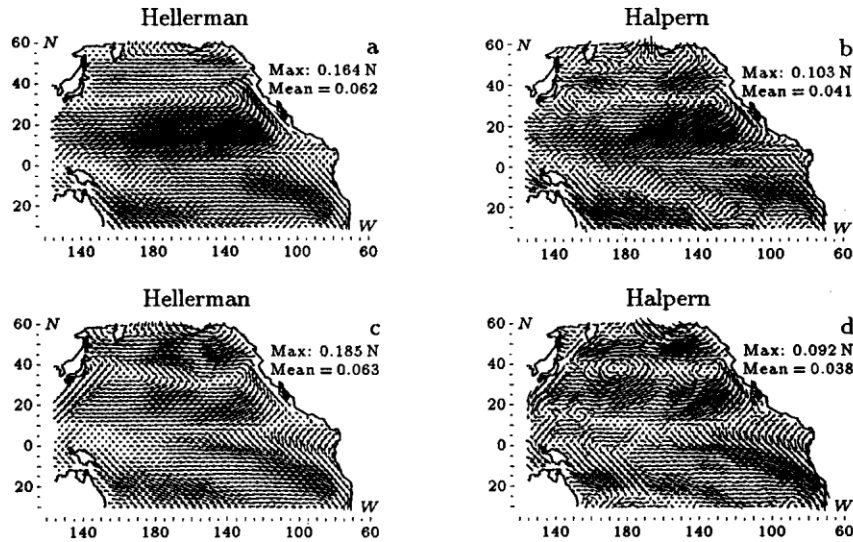 Hellerman
a
60 N
Max: 0.164 N
Mean = 0.062
40
20
0
20
W
140 180 140 100 60
Halpern
b
60 N
Max: 0.103 N
Mean = 0.041
40
20
0
20
W
140 180 140 100 60
Hellerman
c
60 N
Max: 0.185 N
Mean = 0.063
40
20
0
20
W
140 180 140 100 60
Halpern
d
60 N
Max: 0.092 N
Mean = 0.038
40
20
0
20
W
140 180 140 100 60